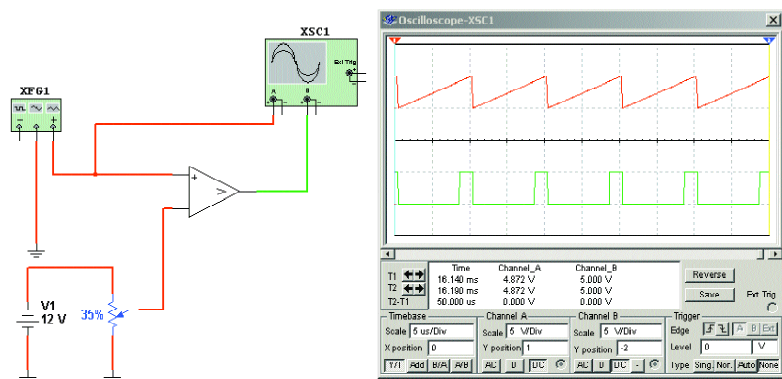 XSC1
Ext Trig
A B
XFG1
V1
12 V
35%
Oscilloscope-XSC1
1 2
Time Channel_A Channel_B
T1 16.140 ms 4.872 V 5.000 V
T2 16.190 ms 4.872 V 5.000 V
T2-T1 50.000 us 0.000 V 0.000 V
Reverse
Save
Ext Trig
Timebase
Scale 5 us/Div
X position 0
Y/T Add B/A A/B
Channel A
Scale 5 V/Div
Y position 1
AC 0 DC
Channel B
Scale 5 V/Div
Y position -2
AC 0 DC -
Trigger
Edge A B Ext
Level 0 V
Type Sing. Nor. Auto None